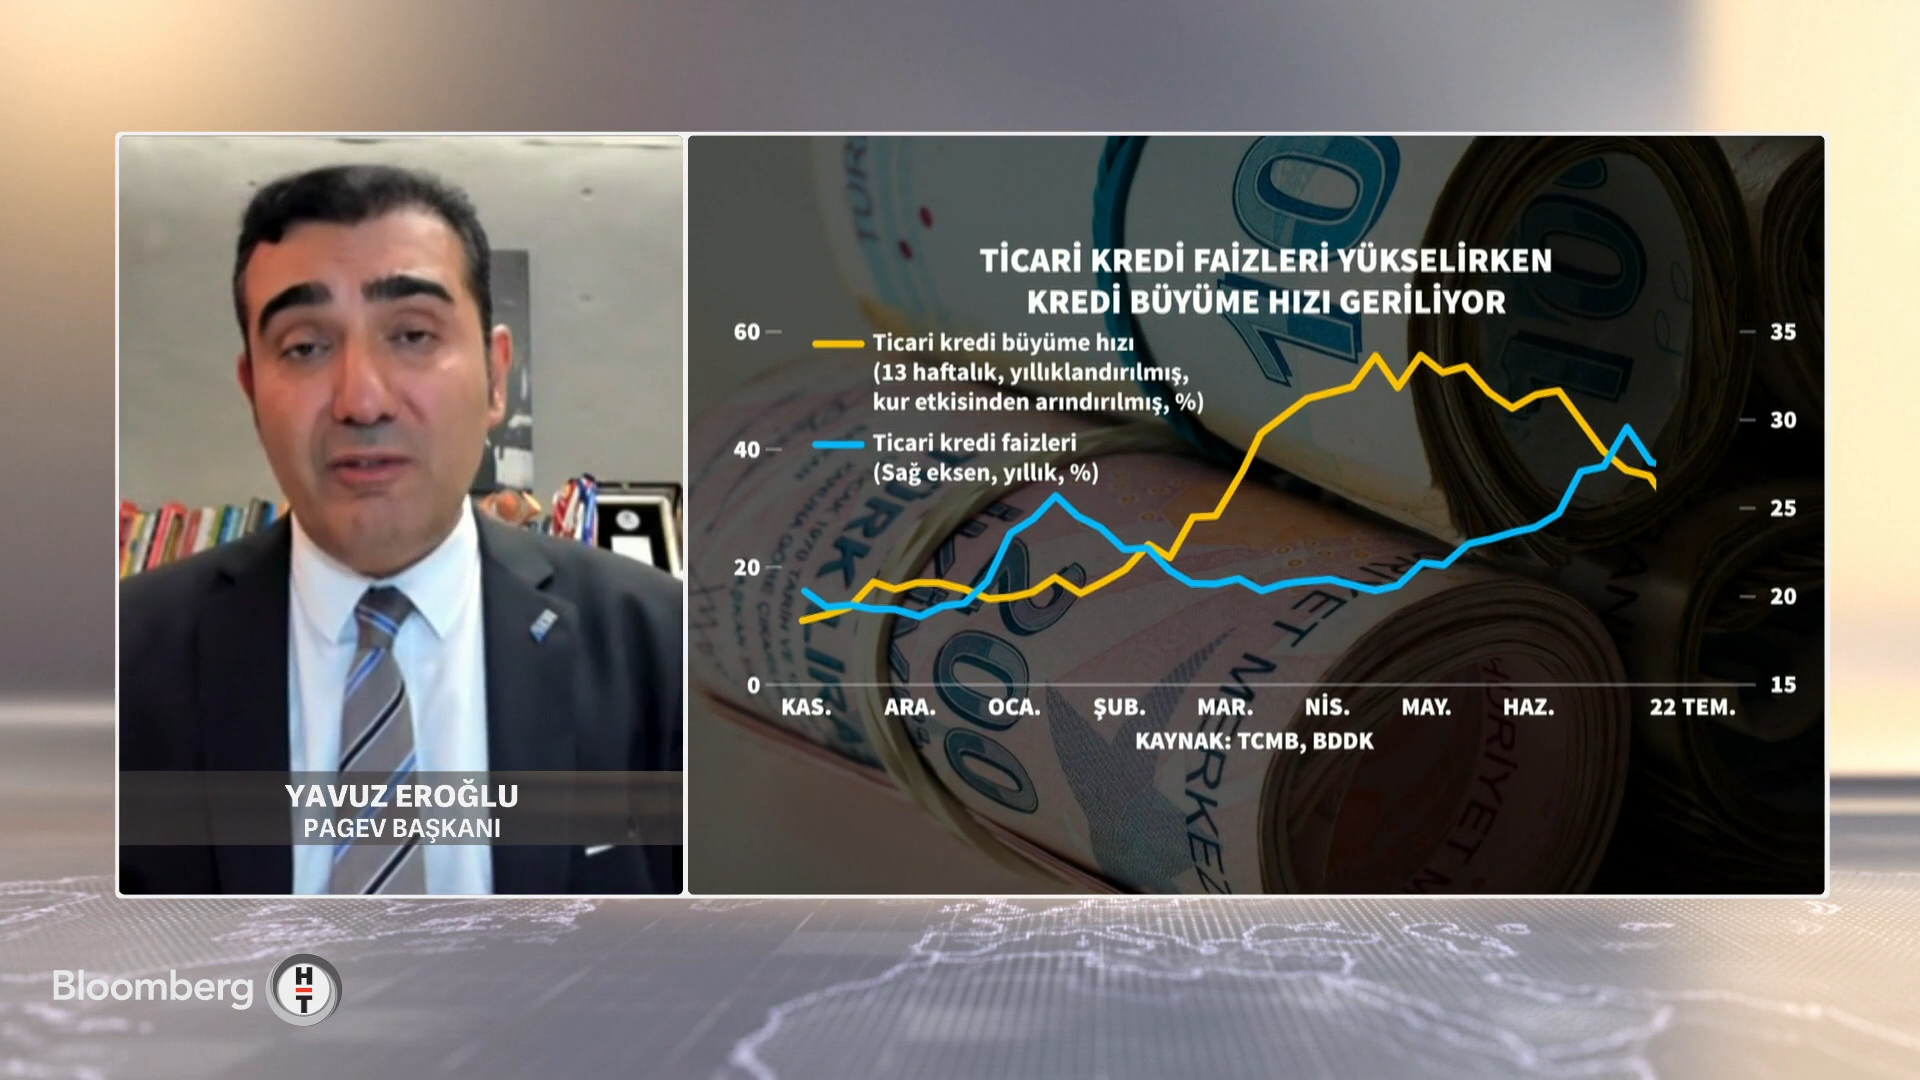 TİCARİ KREDİ FAİZLERİ YÜKSELİRKEN
KREDİ BÜYÜME HIZI GERİLİYOR
Ticari kredi büyüme hızı
(13 haftalık, yıllıklandırılmış,
kur etkisinden arındırılmış, %)
Ticari kredi faizleri
(Sağ eksen, yıllık, %)
60
40
20
0
35
30
25
20
15
KAS. ARA. OCA. ŞUB. MAR. NİS. MAY. HAZ. 22 TEM.
KAYNAK: TCMB, BDDK
YAVUZ EROĞLU
PAGEV BAŞKANI
Bloomberg HT